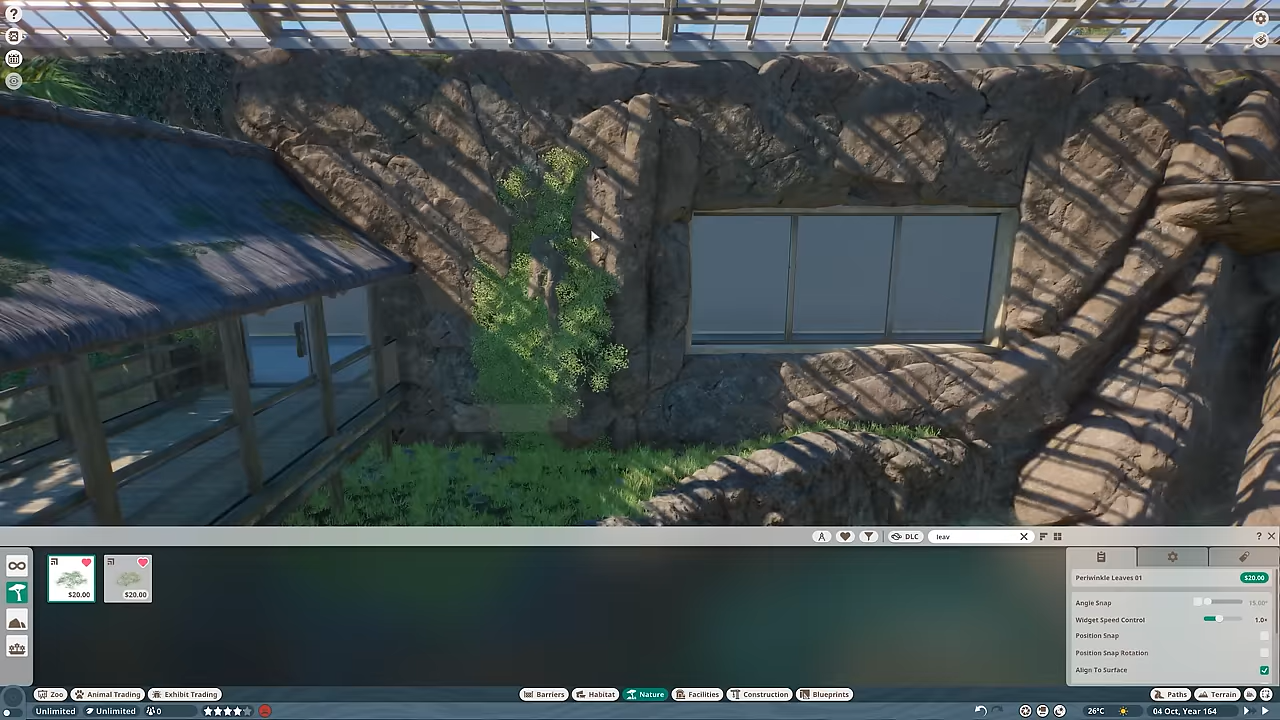 DLC
leav
$20.00
$20.00
Periwinkle Leaves 01
$20.00
Angle Snap
15.00°
Widget Speed Control
1.0×
Position Snap
Position Snap Rotation
Align To Surface
Zoo
Animal Trading
Exhibit Trading
Barriers
Habitat
Nature
Facilities
Construction
Blueprints
Paths
Terrain
Unlimited
Unlimited
0
26°C
04 Oct, Year 164